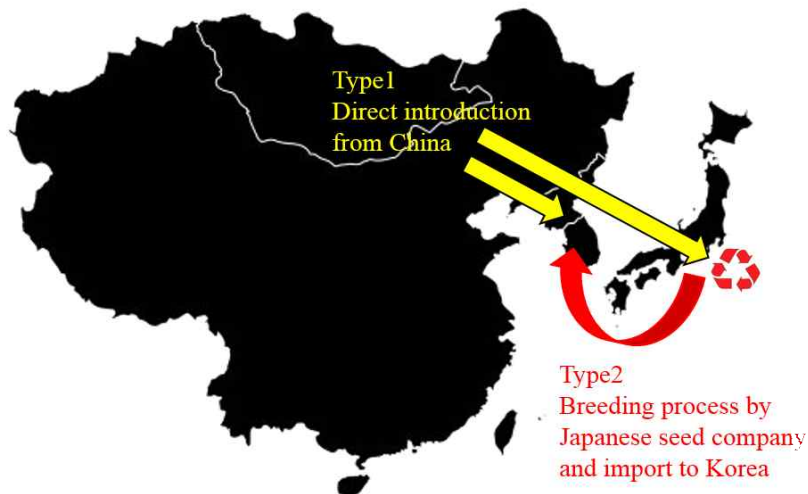 Type1
Direct introduction
from China
Type2
Breeding process by
Japanese seed company
and import to Korea